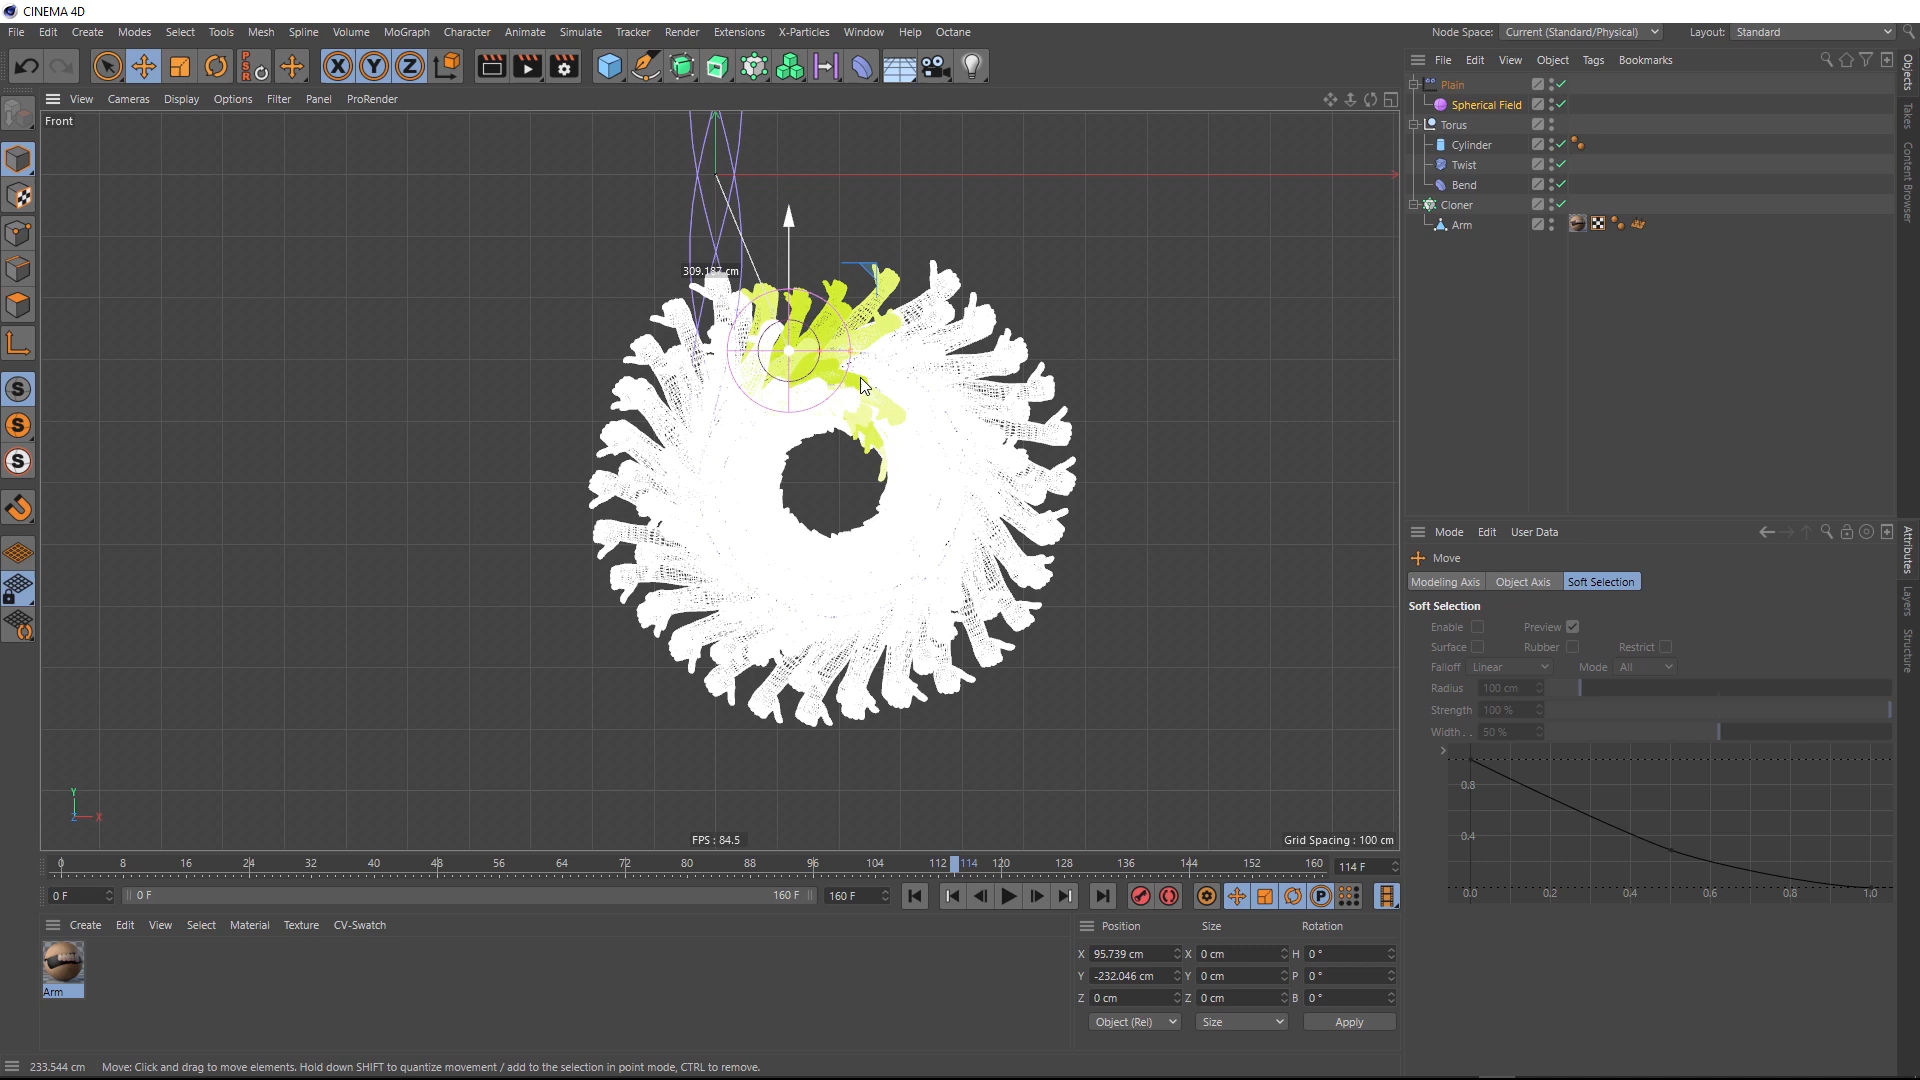 CINEMA 4D
File Edit Create Modes Select Tools Mesh Spline Volume MoGraph Character Animate Simulate Tracker Render Extensions X-Particles Window Help Octane
Node Space: Current (Standard/Physical) Layout: Standard
View Cameras Display Options Filter Panel ProRender
File Edit View Object Tags Bookmarks
Front
Plain
Spherical Field
Torus
Cylinder
Twist
Bend
Cloner
Arm
Objects
Takes
Content Browser
309.187 cm
Mode Edit User Data
Move
Modeling Axis Object Axis Soft Selection
Soft Selection
Enable Preview
Surface Rubber Restrict
Falloff Linear Mode All
Radius 100 cm
Strength 100 %
Width . . 50 %
0.8
0.4
0.0 0.2 0.4 0.6 0.8 1.0
Attributes
Layers
Structure
Y
Z X
FPS : 84.5
Grid Spacing : 100 cm
0 8 16 24 32 40 48 56 64 72 80 88 96 104 112 114 120 128 136 144 152 160 114 F
0 F 0 F 160 F 160 F
Create Edit View Select Material Texture CV-Swatch
Arm
Position Size Rotation
X 95.739 cm X 0 cm H 0 °
Y -232.046 cm Y 0 cm P 0 °
Z 0 cm Z 0 cm B 0 °
Object (Rel) Size Apply
233.544 cm Move: Click and drag to move elements. Hold down SHIFT to quantize movement / add to the selection in point mode, CTRL to remove.